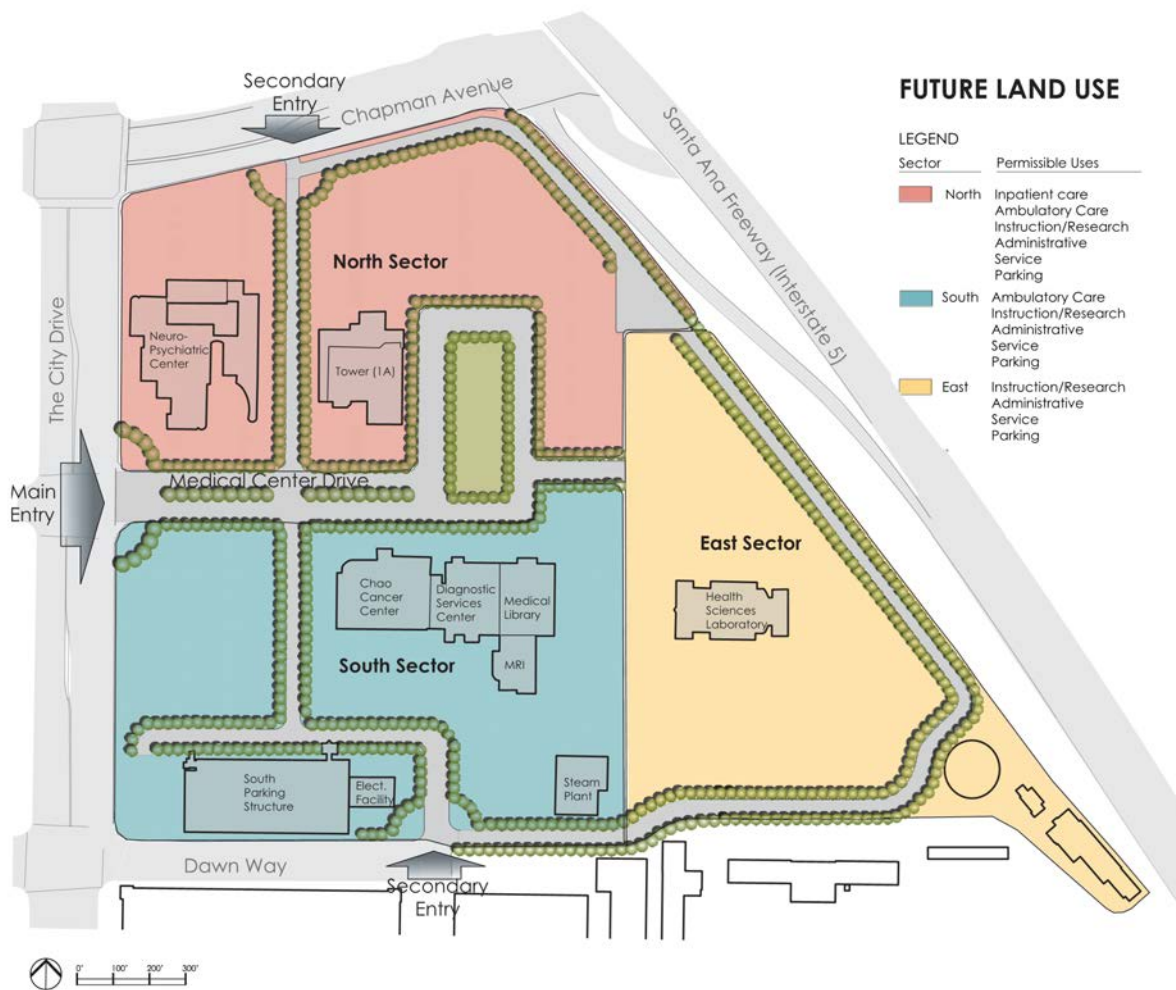 FUTURE LAND USE
LEGEND
Sector Permissible Uses
North Inpatient care
Ambulatory Care
Instruction/Research
Administrative
Service
Parking
South Ambulatory Care
Instruction/Research
Administrative
Service
Parking
East Instruction/Research
Administrative
Service
Parking
Secondary
Entry
Chapman Avenue
Santa Ana Freeway (Interstate 5)
The City Drive
North Sector
Neuro-
Psychiatric
Center
Tower (1A)
Main
Entry
Medical Center Drive
East Sector
Chao
Cancer
Center
Diagnostic
Services
Center
Medical
Library
MRI
Health
Sciences
Laboratory
South Sector
South
Parking
Structure
Elect.
Facility
Steam
Plant
Dawn Way
Secondary
Entry
0' 100' 200' 300'